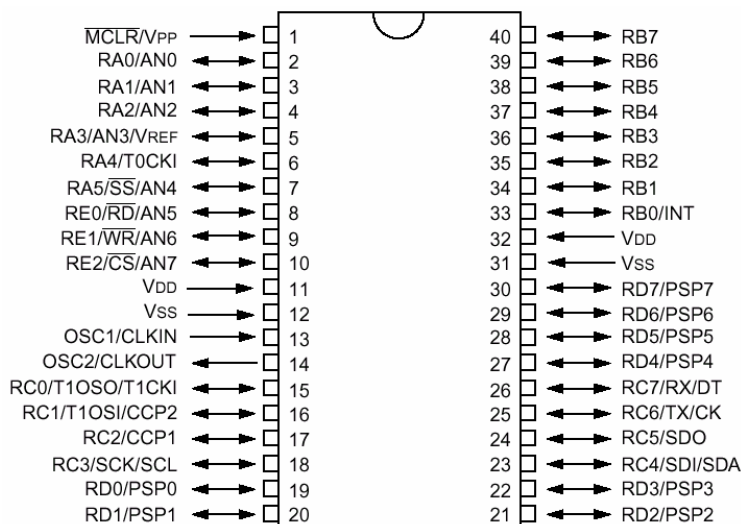 M̅C̅L̅R̅/VPP 1 40 RB7
RA0/AN0 2 39 RB6
RA1/AN1 3 38 RB5
RA2/AN2 4 37 RB4
RA3/AN3/VREF 5 36 RB3
RA4/T0CKI 6 35 RB2
RA5/S̅S̅/AN4 7 34 RB1
RE0/R̅D̅/AN5 8 33 RB0/INT
RE1/W̅R̅/AN6 9 32 VDD
RE2/C̅S̅/AN7 10 31 VSS
VDD 11 30 RD7/PSP7
VSS 12 29 RD6/PSP6
OSC1/CLKIN 13 28 RD5/PSP5
OSC2/CLKOUT 14 27 RD4/PSP4
RC0/T1OSO/T1CKI 15 26 RC7/RX/DT
RC1/T1OSI/CCP2 16 25 RC6/TX/CK
RC2/CCP1 17 24 RC5/SDO
RC3/SCK/SCL 18 23 RC4/SDI/SDA
RD0/PSP0 19 22 RD3/PSP3
RD1/PSP1 20 21 RD2/PSP2